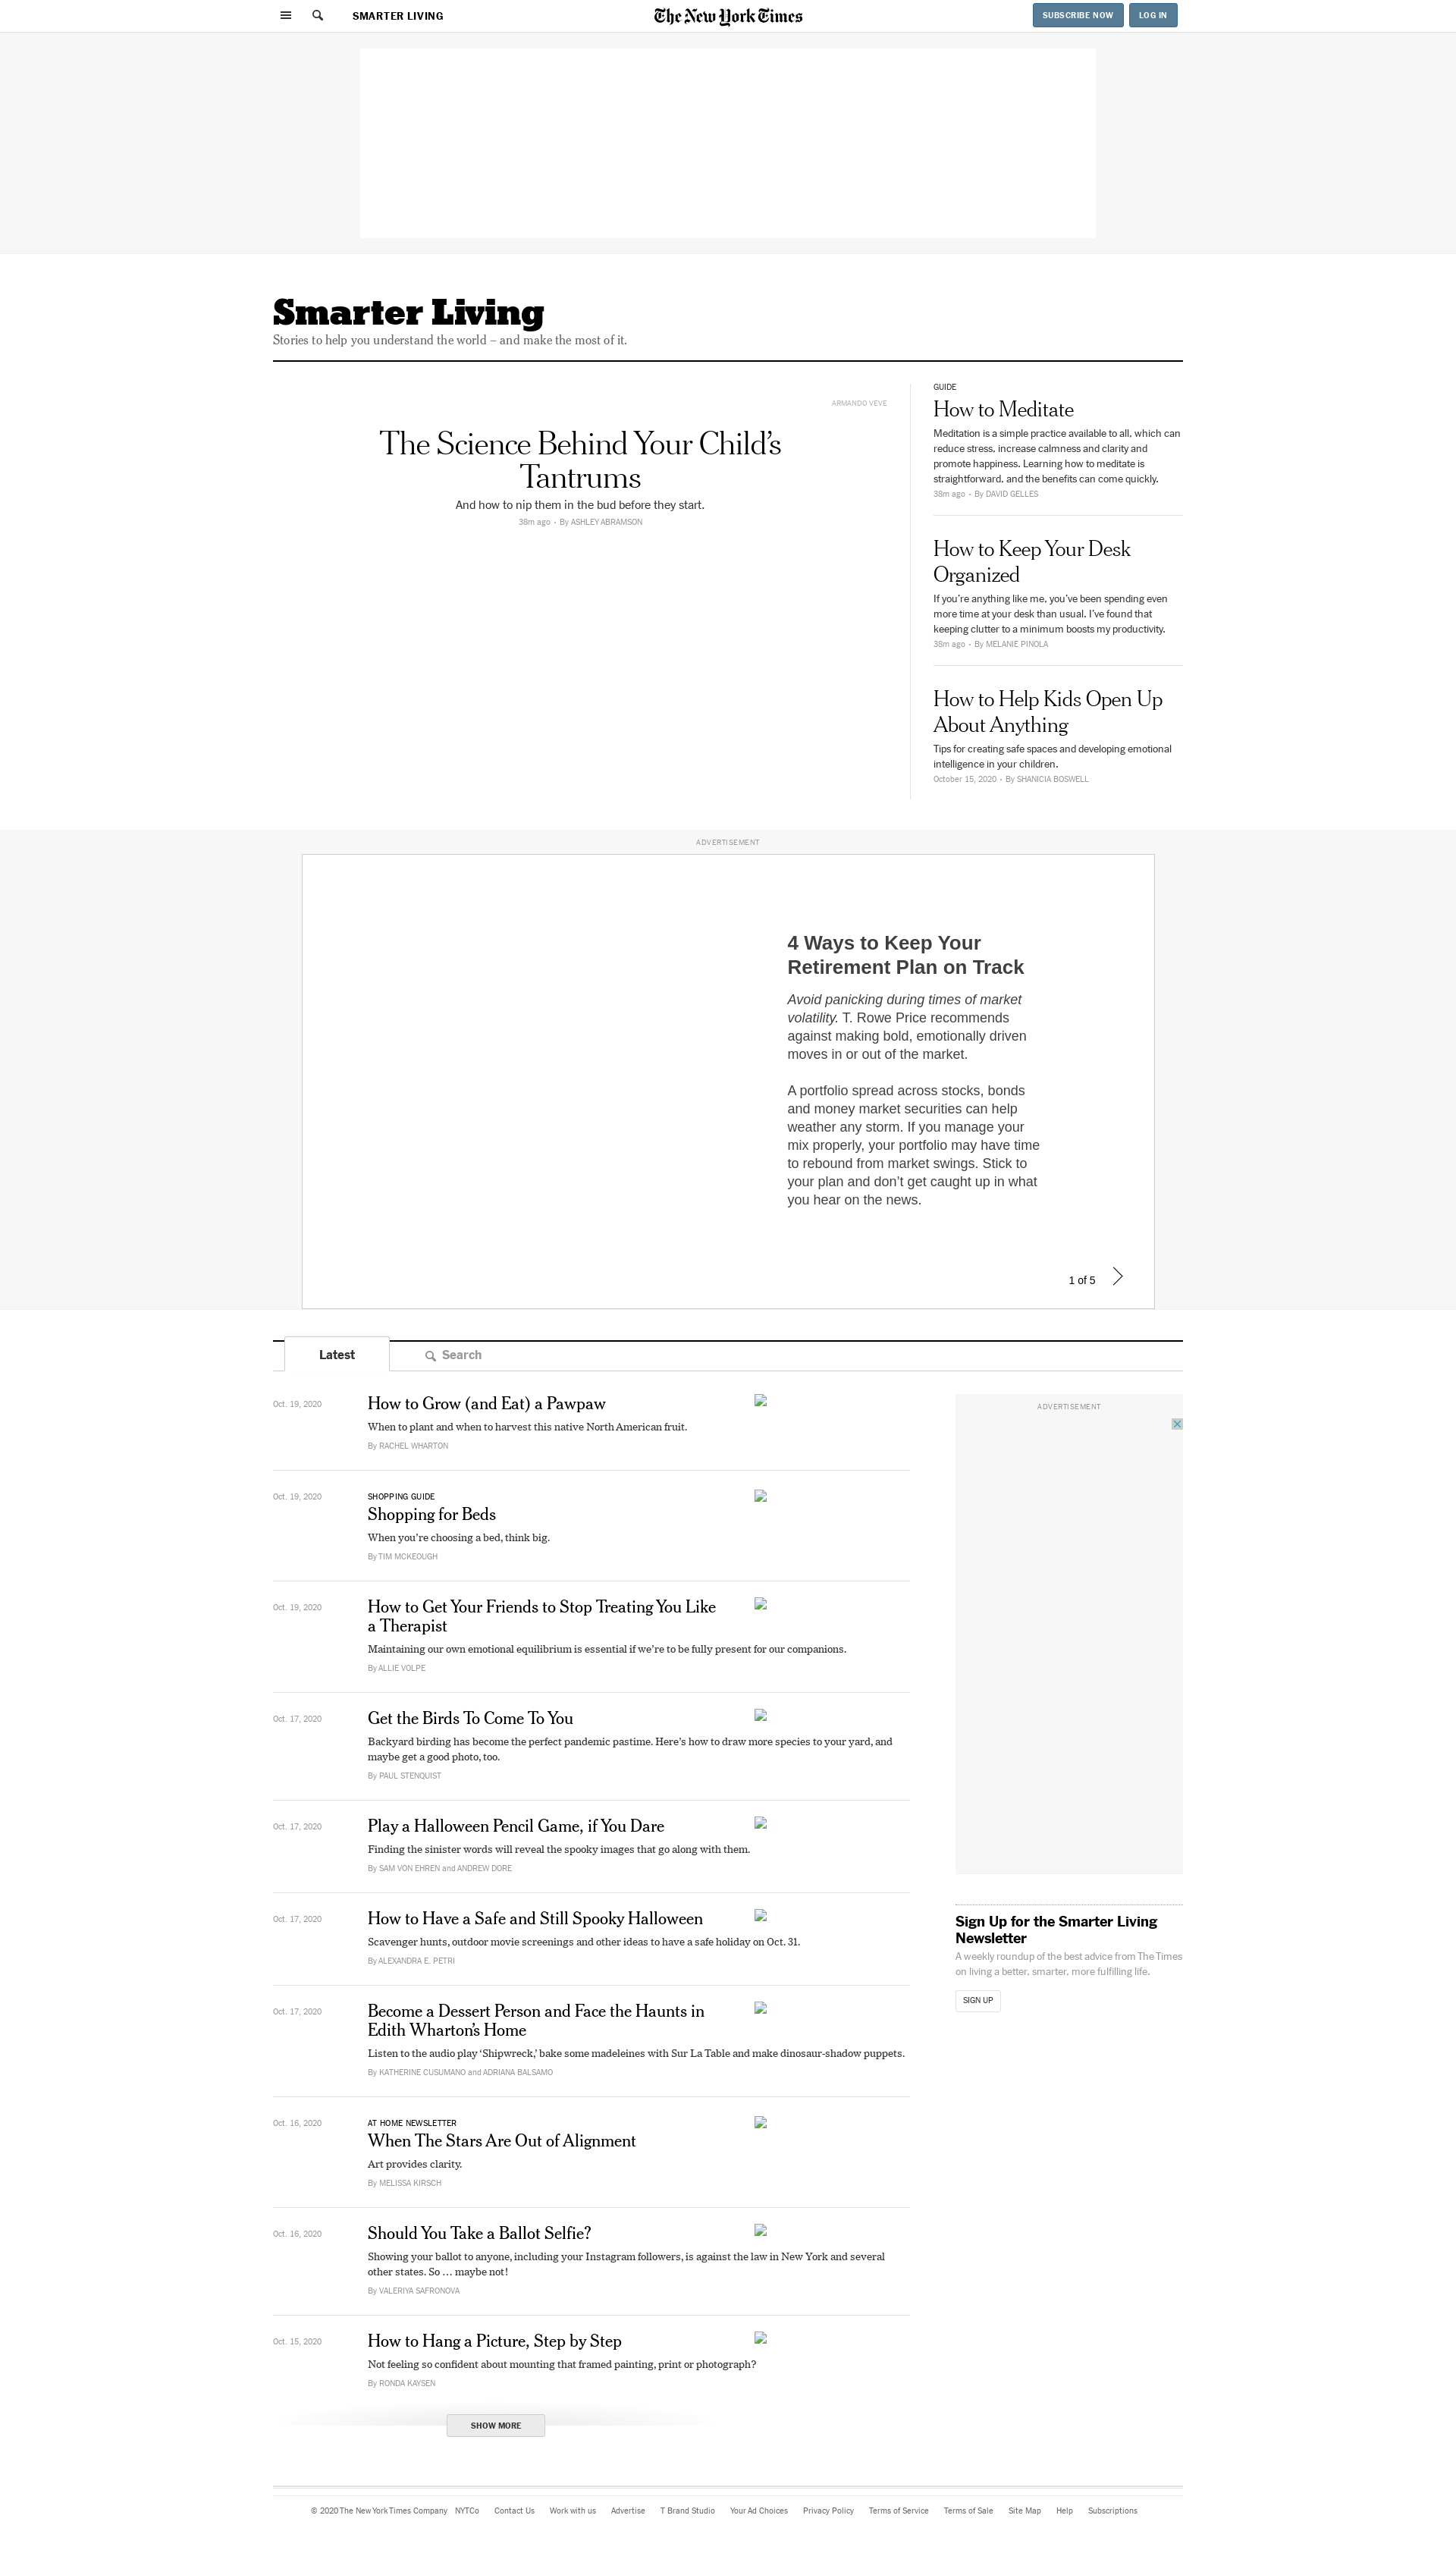 SMARTER LIVING
The New York Times
SUBSCRIBE NOW
LOG IN
Smarter Living
Stories to help you understand the world – and make the most of it.
ARMANDO VEVE
The Science Behind Your Child’s
Tantrums
And how to nip them in the bud before they start.
38m ago • By ASHLEY ABRAMSON
GUIDE
How to Meditate
Meditation is a simple practice available to all, which can
reduce stress, increase calmness and clarity and
promote happiness. Learning how to meditate is
straightforward, and the benefits can come quickly.
38m ago • By DAVID GELLES
How to Keep Your Desk
Organized
If you’re anything like me, you’ve been spending even
more time at your desk than usual. I’ve found that
keeping clutter to a minimum boosts my productivity.
38m ago • By MELANIE PINOLA
How to Help Kids Open Up
About Anything
Tips for creating safe spaces and developing emotional
intelligence in your children.
October 15, 2020 • By SHANICIA BOSWELL
ADVERTISEMENT
4 Ways to Keep Your
Retirement Plan on Track
Avoid panicking during times of market
volatility. T. Rowe Price recommends
against making bold, emotionally driven
moves in or out of the market.
A portfolio spread across stocks, bonds
and money market securities can help
weather any storm. If you manage your
mix properly, your portfolio may have time
to rebound from market swings. Stick to
your plan and don’t get caught up in what
you hear on the news.
1 of 5
Latest
Search
Oct. 19, 2020
How to Grow (and Eat) a Pawpaw
When to plant and when to harvest this native North American fruit.
By RACHEL WHARTON
Oct. 19, 2020
SHOPPING GUIDE
Shopping for Beds
When you’re choosing a bed, think big.
By TIM MCKEOUGH
Oct. 19, 2020
How to Get Your Friends to Stop Treating You Like
a Therapist
Maintaining our own emotional equilibrium is essential if we’re to be fully present for our companions.
By ALLIE VOLPE
Oct. 17, 2020
Get the Birds To Come To You
Backyard birding has become the perfect pandemic pastime. Here’s how to draw more species to your yard, and
maybe get a good photo, too.
By PAUL STENQUIST
Oct. 17, 2020
Play a Halloween Pencil Game, if You Dare
Finding the sinister words will reveal the spooky images that go along with them.
By SAM VON EHREN and ANDREW DORE
Oct. 17, 2020
How to Have a Safe and Still Spooky Halloween
Scavenger hunts, outdoor movie screenings and other ideas to have a safe holiday on Oct. 31.
By ALEXANDRA E. PETRI
Oct. 17, 2020
Become a Dessert Person and Face the Haunts in
Edith Wharton’s Home
Listen to the audio play ‘Shipwreck,’ bake some madeleines with Sur La Table and make dinosaur-shadow puppets.
By KATHERINE CUSUMANO and ADRIANA BALSAMO
Oct. 16, 2020
AT HOME NEWSLETTER
When The Stars Are Out of Alignment
Art provides clarity.
By MELISSA KIRSCH
Oct. 16, 2020
Should You Take a Ballot Selfie?
Showing your ballot to anyone, including your Instagram followers, is against the law in New York and several
other states. So … maybe not!
By VALERIYA SAFRONOVA
Oct. 15, 2020
How to Hang a Picture, Step by Step
Not feeling so confident about mounting that framed painting, print or photograph?
By RONDA KAYSEN
SHOW MORE
ADVERTISEMENT
Sign Up for the Smarter Living
Newsletter
A weekly roundup of the best advice from The Times
on living a better, smarter, more fulfilling life.
SIGN UP
© 2020 The New York Times Company NYTCo Contact Us Work with us Advertise T Brand Studio Your Ad Choices Privacy Policy Terms of Service Terms of Sale Site Map Help Subscriptions